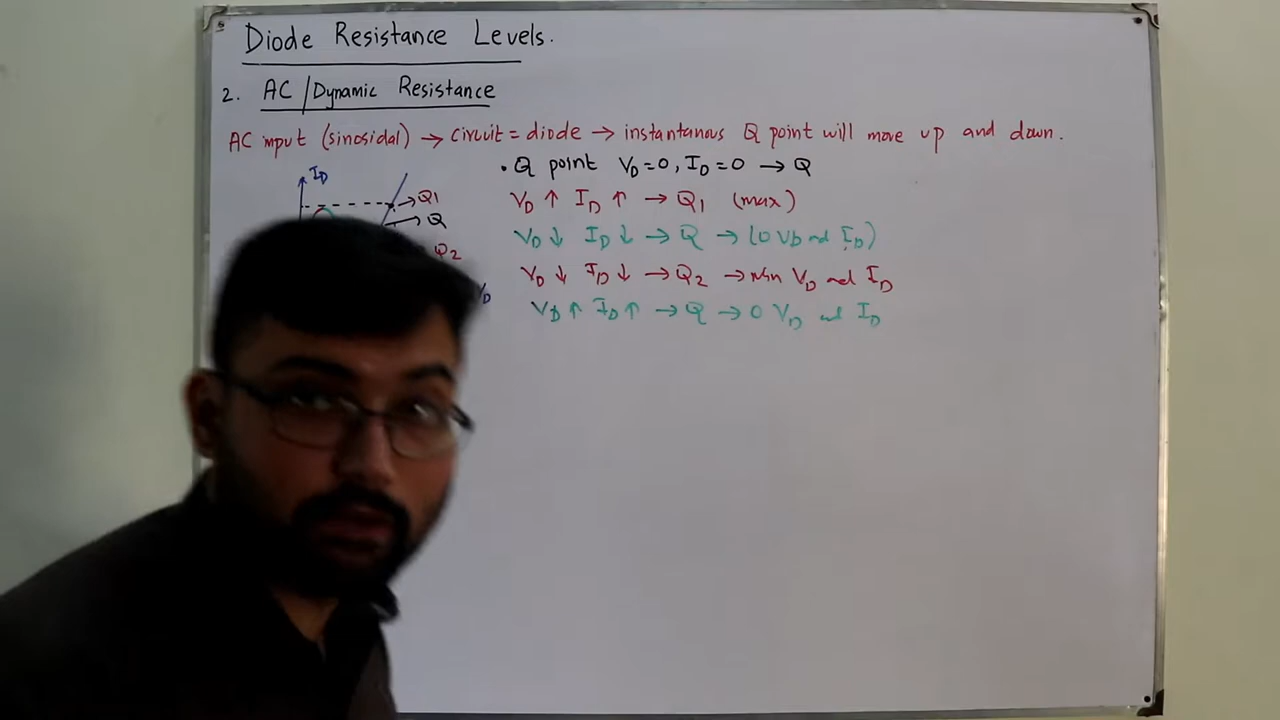 Diode Resistance Levels.
2. AC/Dynamic Resistance
AC input (sinosidal) → circuit = diode → instantanous Q point will move up and down.
• Q point V_D=0, I_D=0 → Q
V_D ↑ I_D ↑ → Q1 (max)
V_D ↓ I_D ↓ → Q → (0 V_D and I_D)
V_D ↓ I_D ↓ → Q2 → min V_D and I_D
V_D ↑ I_D ↑ → Q → 0 V_D and I_D
I_D
Q1
Q
Q2
V_D